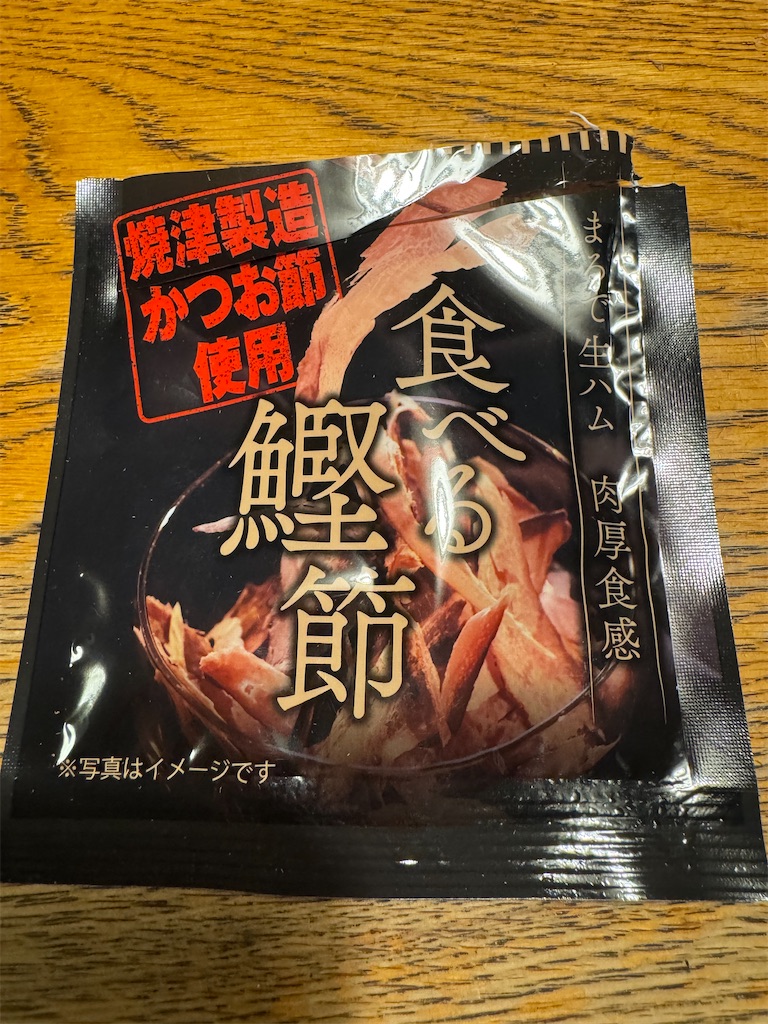 焼津製造
かつお節
使用
まるで生ハム 肉厚食感
食べる
鰹節
※写真はイメージです